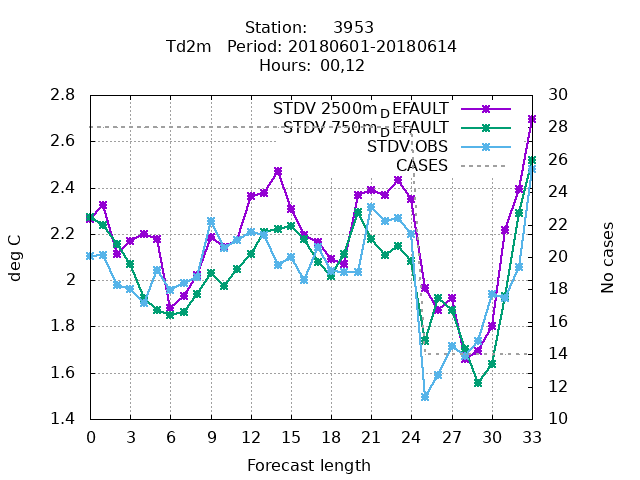 Station: 3953
Td2m Period: 20180601-20180614
Hours: 00,12
STDV 2500m_DEFAULT
STDV 750m_DEFAULT
STDV OBS
CASES
2.8
2.6
2.4
2.2
2
1.8
1.6
1.4
30
28
26
24
22
20
18
16
14
12
10
deg C
No cases
0 3 6 9 12 15 18 21 24 27 30 33
Forecast length